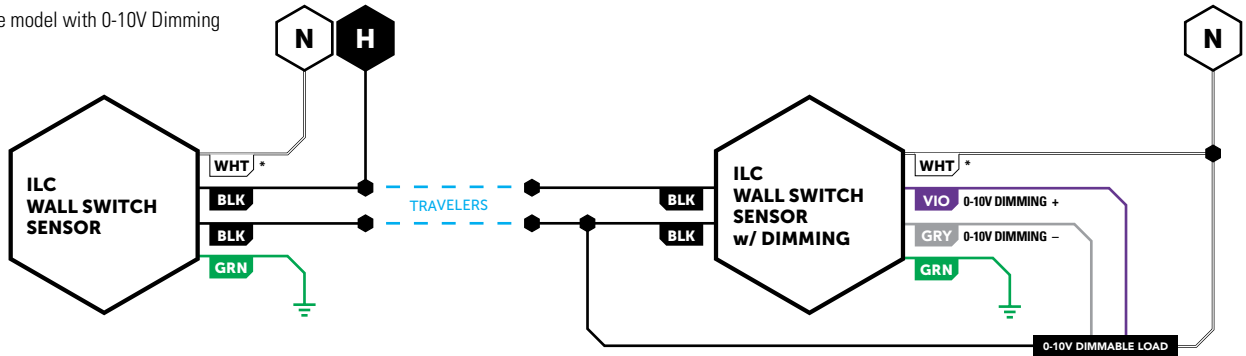 e model with 0-10V Dimming
N
H
N
ILC
WALL SWITCH
SENSOR
WHT *
BLK
BLK
GRN
TRAVELERS
BLK
BLK
ILC
WALL SWITCH
SENSOR
w/ DIMMING
WHT *
VIO 0-10V DIMMING +
GRY 0-10V DIMMING –
GRN
0-10V DIMMABLE LOAD